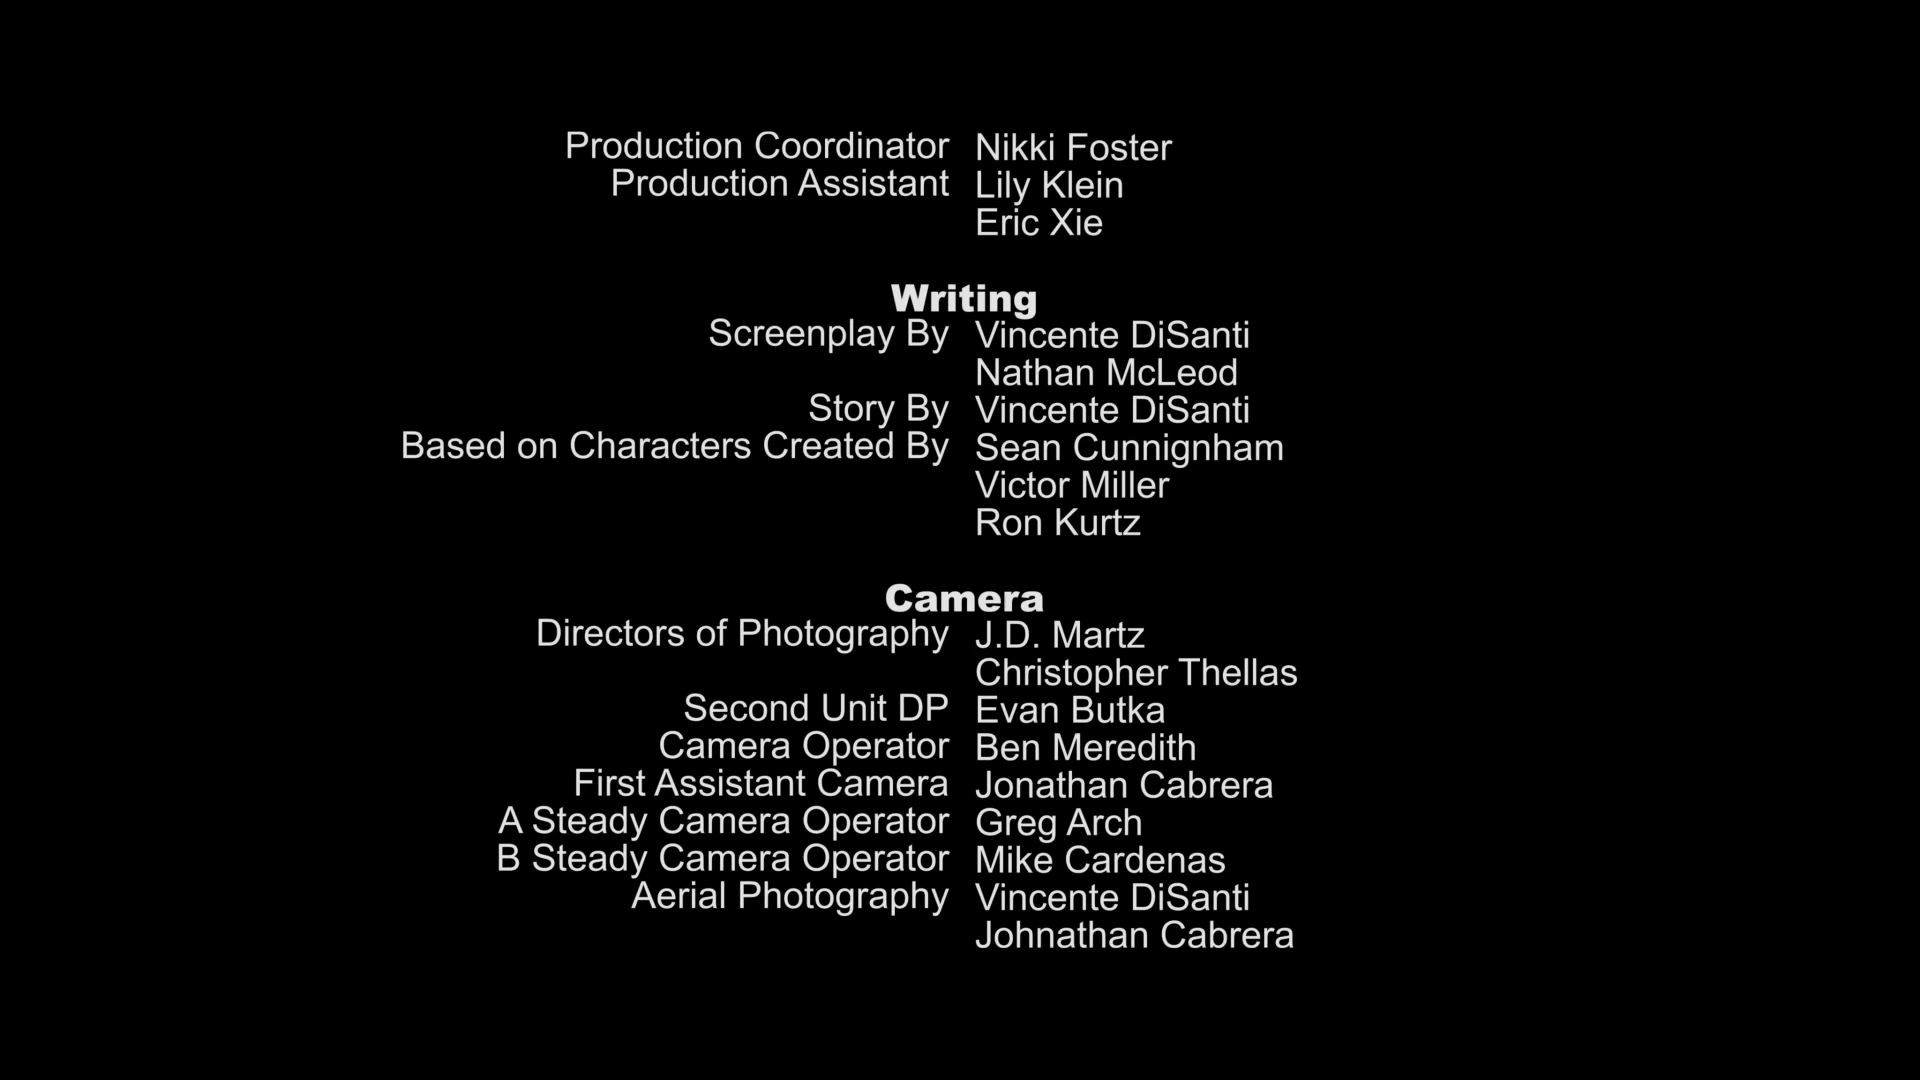 Production Coordinator Nikki Foster
Production Assistant Lily Klein
Eric Xie
Writing
Screenplay By Vincente DiSanti
Nathan McLeod
Story By Vincente DiSanti
Based on Characters Created By Sean Cunnignham
Victor Miller
Ron Kurtz
Camera
Directors of Photography J.D. Martz
Christopher Thellas
Second Unit DP Evan Butka
Camera Operator Ben Meredith
First Assistant Camera Jonathan Cabrera
A Steady Camera Operator Greg Arch
B Steady Camera Operator Mike Cardenas
Aerial Photography Vincente DiSanti
Johnathan Cabrera